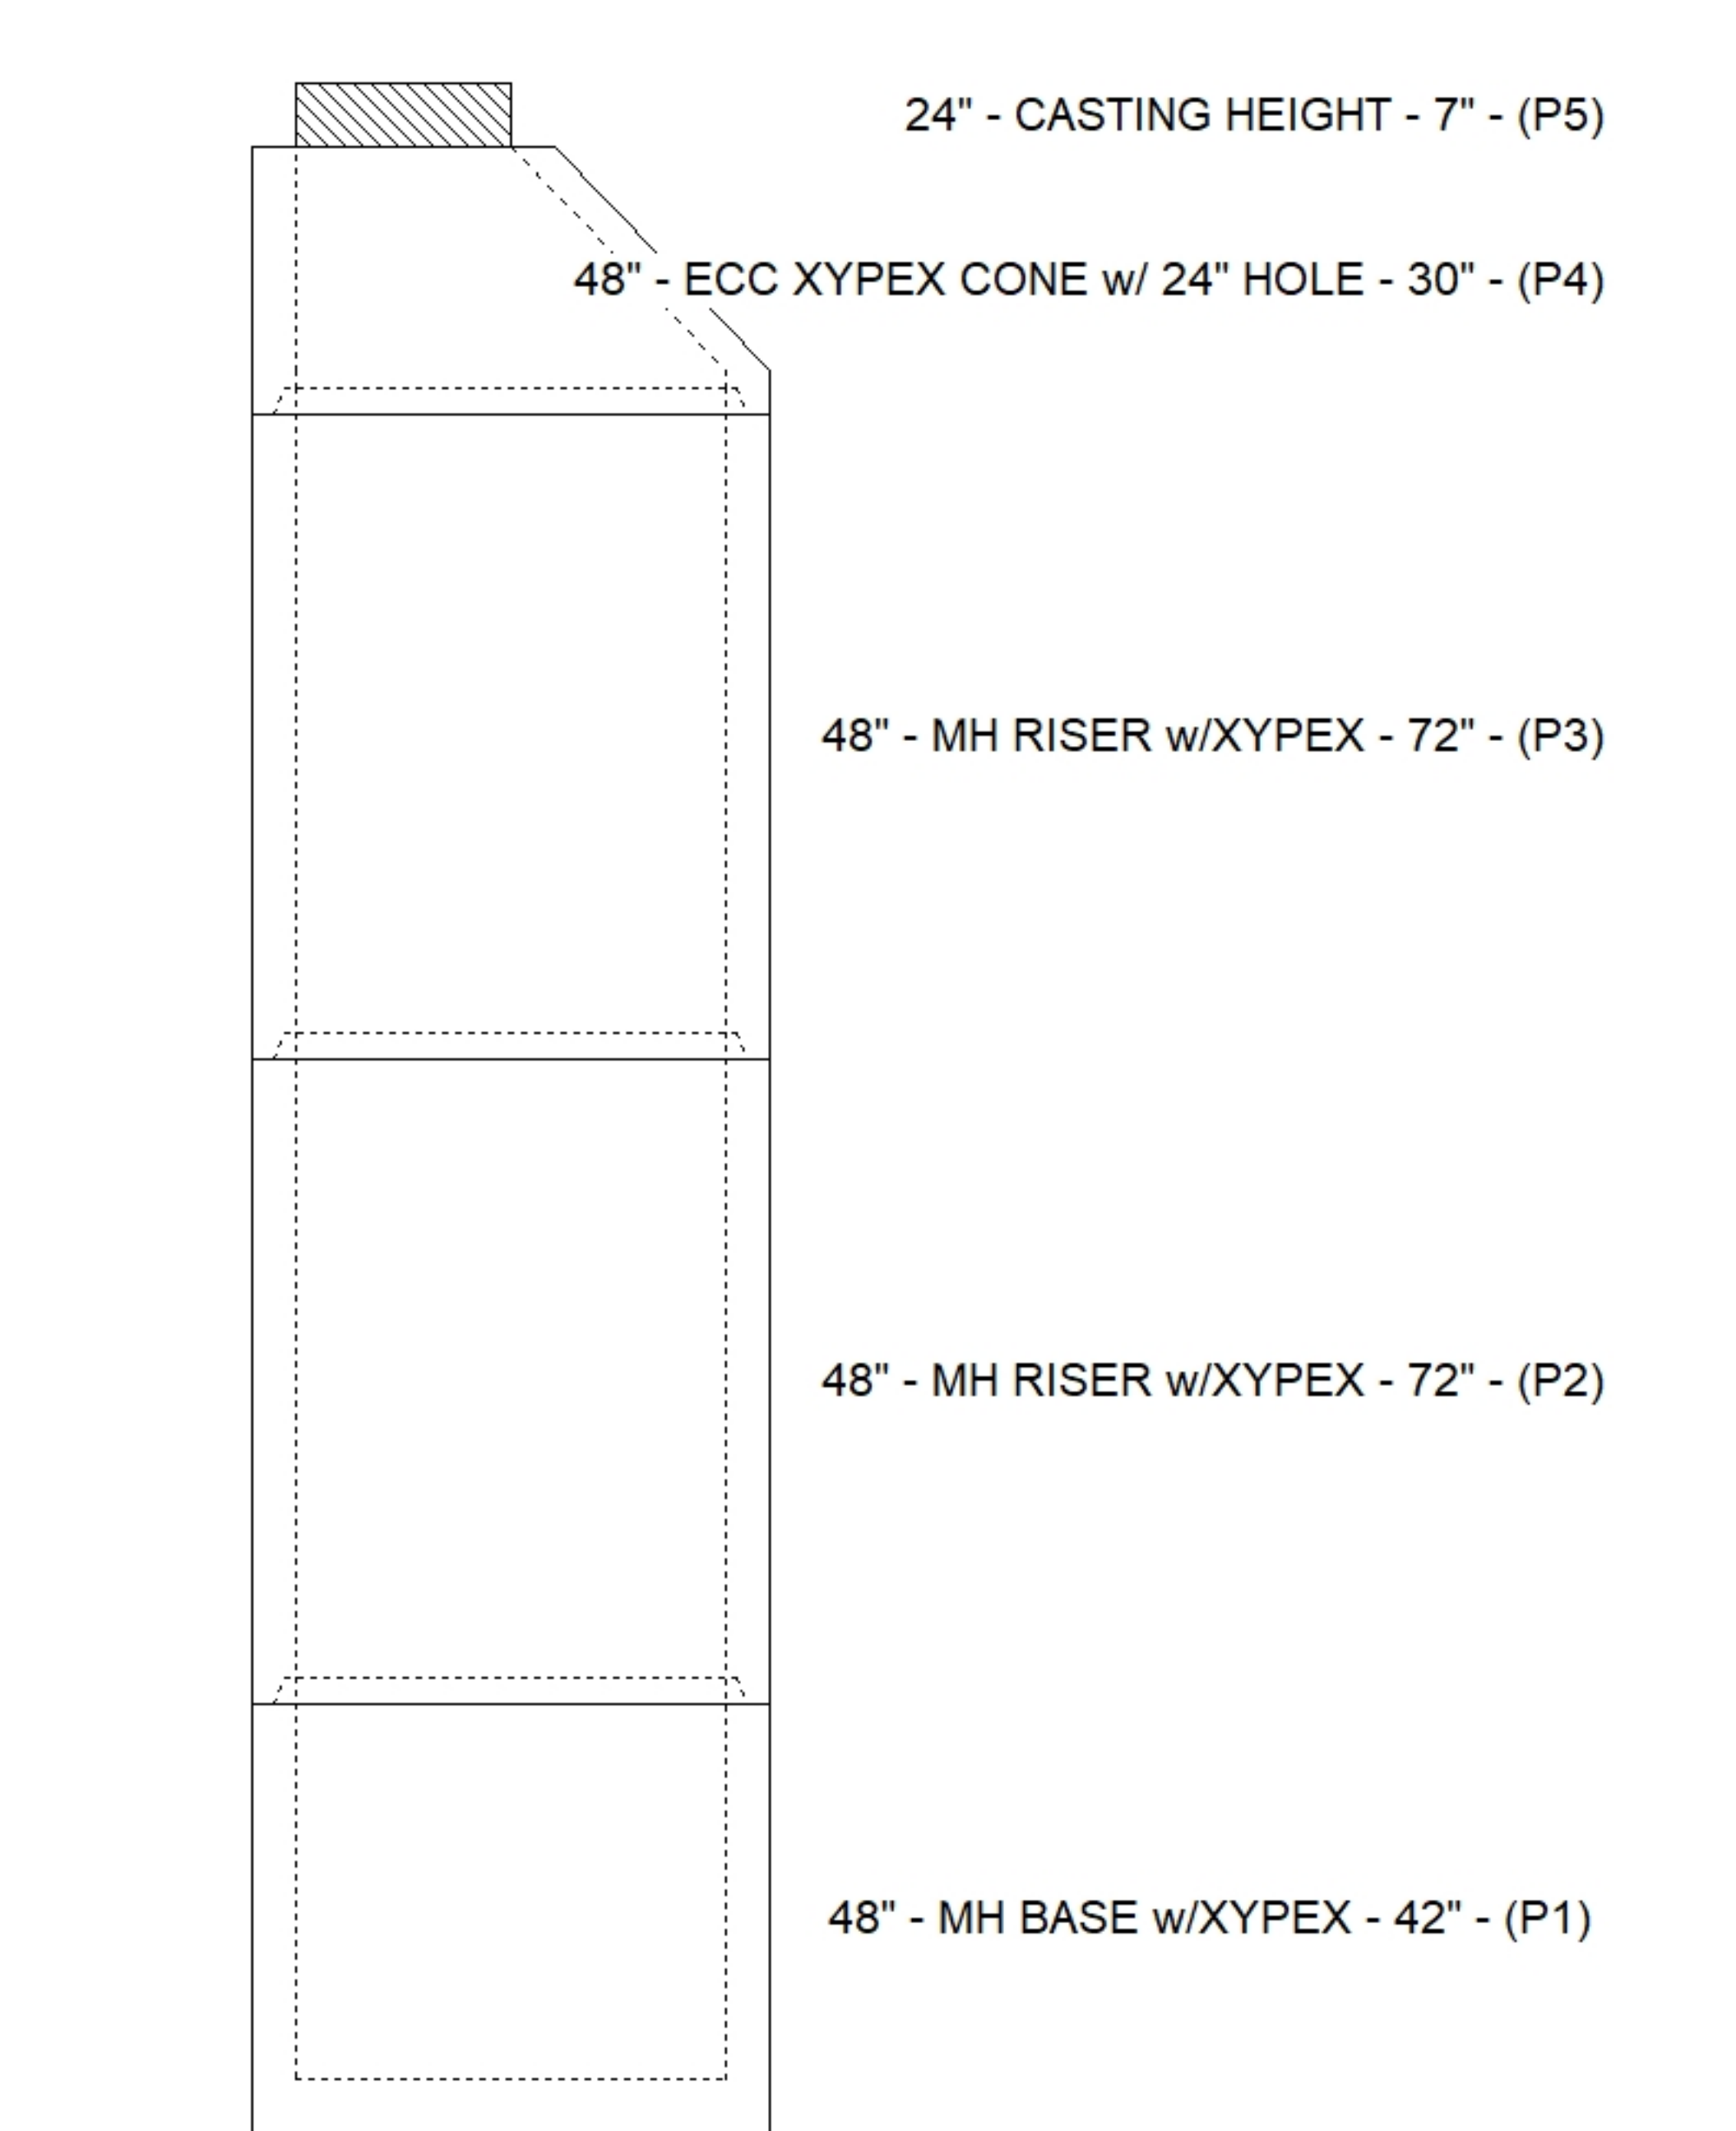 24" - CASTING HEIGHT - 7" - (P5)
48" - ECC XYPEX CONE w/ 24" HOLE - 30" - (P4)
48" - MH RISER w/XYPEX - 72" - (P3)
48" - MH RISER w/XYPEX - 72" - (P2)
48" - MH BASE w/XYPEX - 42" - (P1)